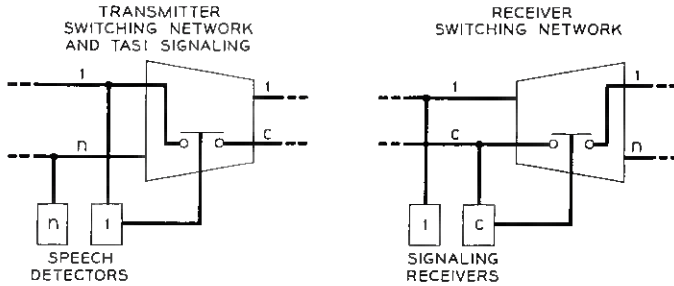 TRANSMITTER
SWITCHING NETWORK
AND TASI SIGNALING
1
1
n
C
n
1
SPEECH
DETECTORS
RECEIVER
SWITCHING NETWORK
1
1
C
n
1
C
SIGNALING
RECEIVERS